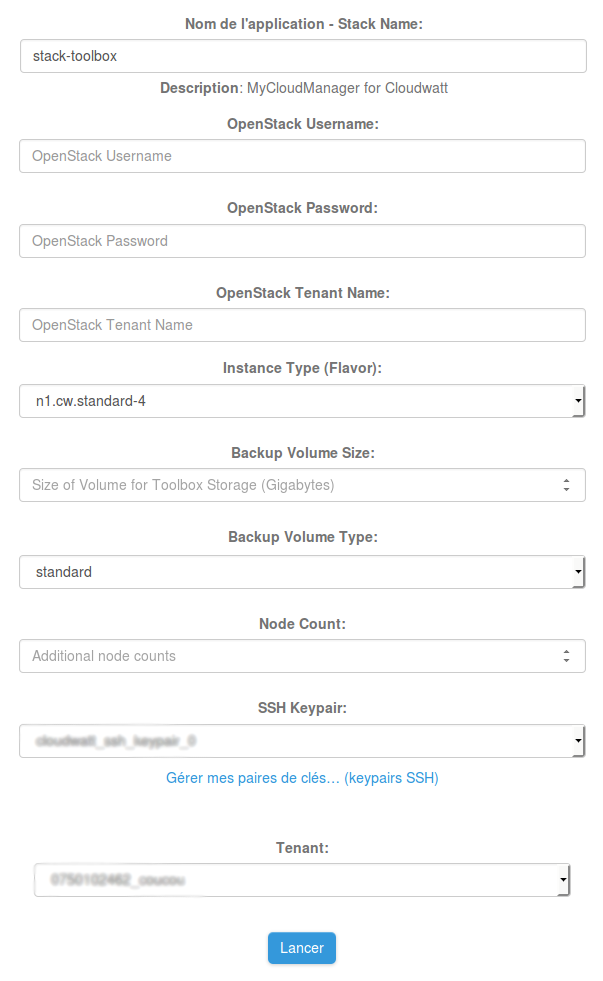 Nom de l'application - Stack Name:
stack-toolbox
Description: MyCloudManager for Cloudwatt
OpenStack Username:
OpenStack Username
OpenStack Password:
OpenStack Password
OpenStack Tenant Name:
OpenStack Tenant Name
Instance Type (Flavor):
n1.cw.standard-4
Backup Volume Size:
Size of Volume for Toolbox Storage (Gigabytes)
Backup Volume Type:
standard
Node Count:
Additional node counts
SSH Keypair:
Gérer mes paires de clés... (keypairs SSH)
Tenant:
Lancer